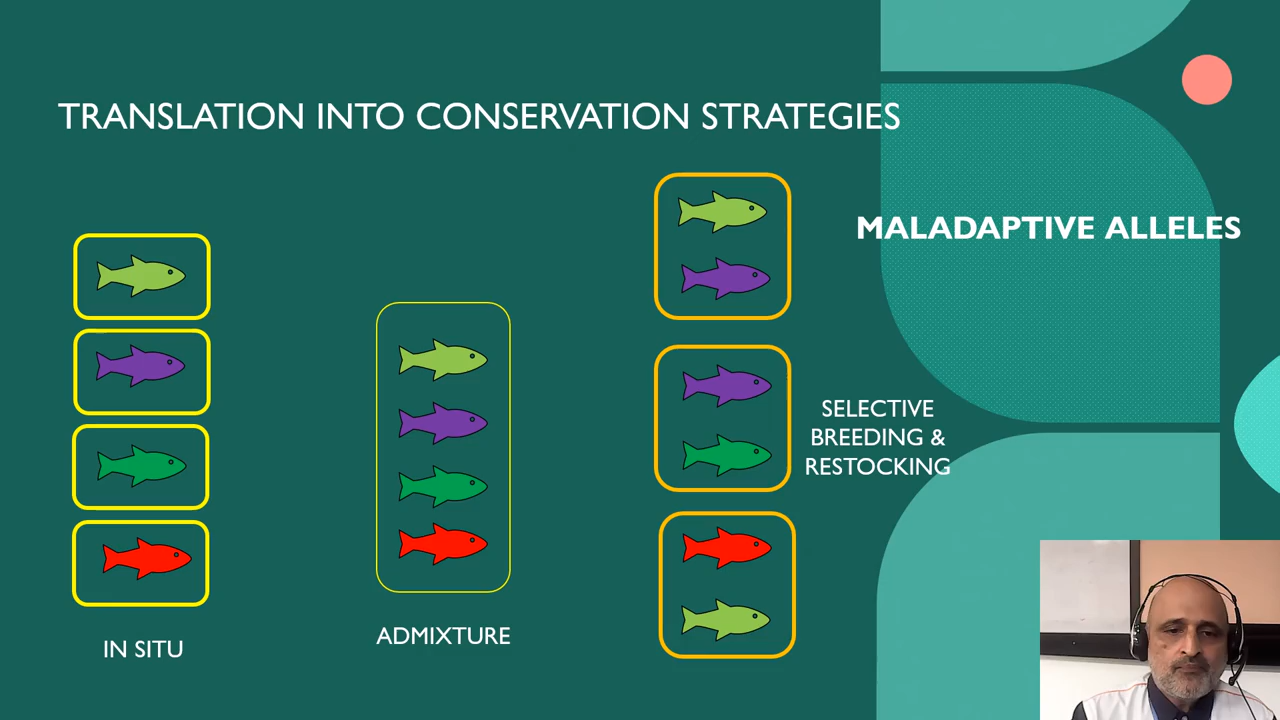 TRANSLATION INTO CONSERVATION STRATEGIES
MALADAPTIVE ALLELES
SELECTIVE
BREEDING &
RESTOCKING
IN SITU
ADMIXTURE